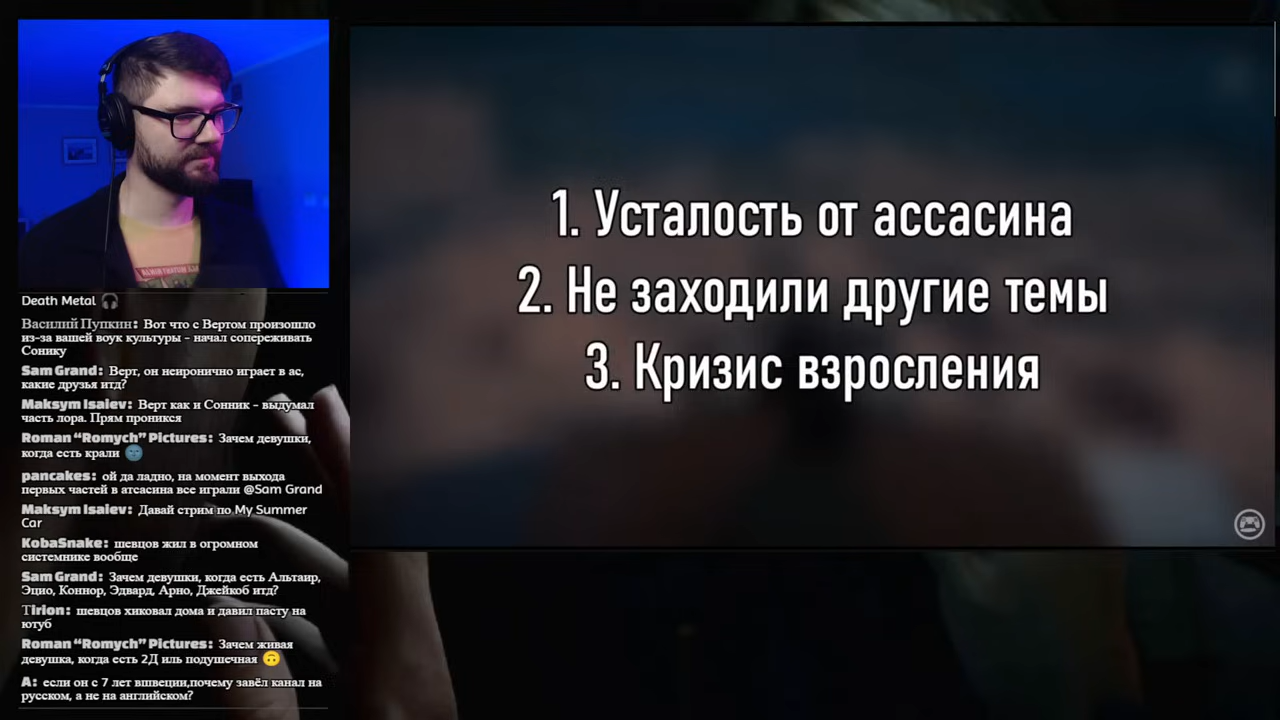 Death Metal
Василий Пупкин: Вот что с Вертом произошло
из-за вашей воук культуры - начал сопереживать
Сонику
Sam Grand: Верт, он неиронично играет в ас,
какие друзья итд?
Maksym Isaiev: Верт как и Сонник - выдумал
часть лора. Прям проникся
Roman “Romych” Pictures: Зачем девушки,
когда есть крали
pancakes: ой да ладно, на момент выхода
первых частей в атсасина все играли @Sam Grand
Maksym Isaiev: Давай стрим по My Summer
Car
KobaSnake: шевцов жил в огромном
системнике вообще
Sam Grand: Зачем девушки, когда есть Альтаир,
Эцио, Коннор, Эдвард, Арно, Джейкоб итд?
Tirion: шевцов хиковал дома и давил пасту на
ютуб
Roman “Romych” Pictures: Зачем живая
девушка, когда есть 2Д иль подушечная
A: если он с 7 лет вшвеции,почему завёл канал на
русском, а не на английском?
1. Усталость от ассасина
2. Не заходили другие темы
3. Кризис взросления